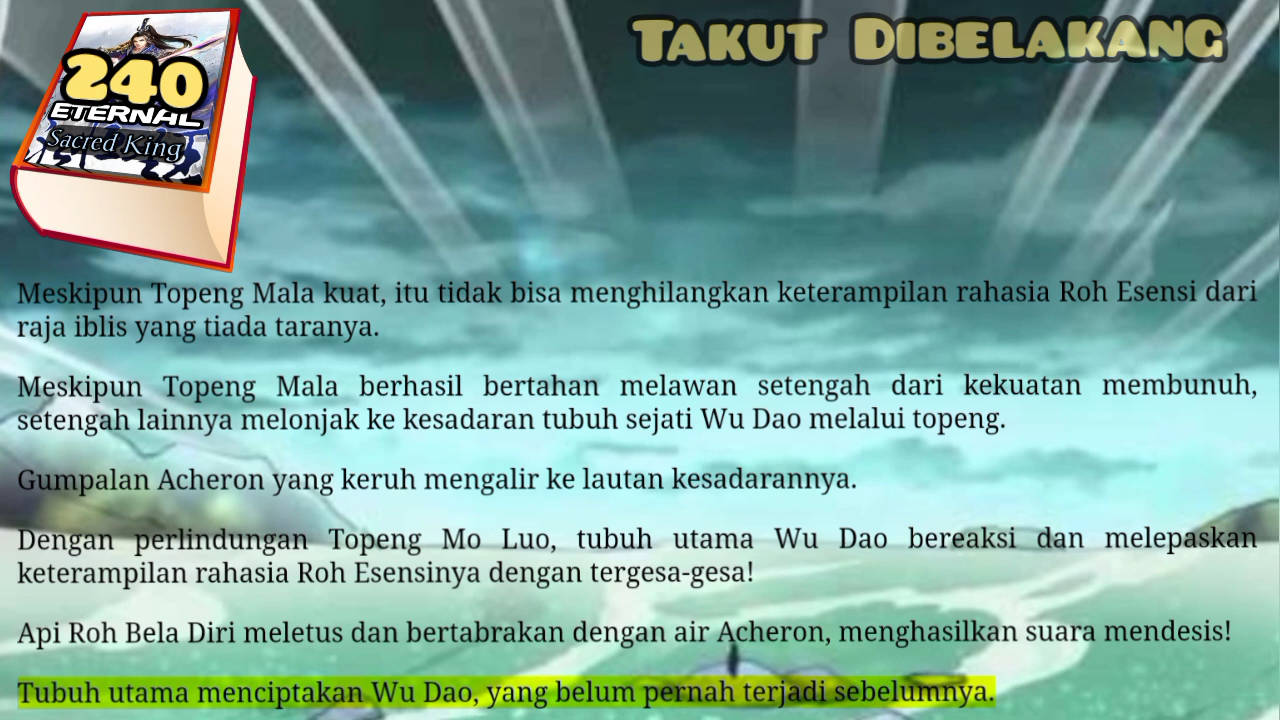 TAKUT DIBELAKANG
240
ETERNAL
Sacred King
Meskipun Topeng Mala kuat, itu tidak bisa menghilangkan keterampilan rahasia Roh Esensi dari
raja iblis yang tiada taranya.
Meskipun Topeng Mala berhasil bertahan melawan setengah dari kekuatan membunuh,
setengah lainnya melonjak ke kesadaran tubuh sejati Wu Dao melalui topeng.
Gumpalan Acheron yang keruh mengalir ke lautan kesadarannya.
Dengan perlindungan Topeng Mo Luo, tubuh utama Wu Dao bereaksi dan melepaskan
keterampilan rahasia Roh Esensinya dengan tergesa-gesa!
Api Roh Bela Diri meletus dan bertabrakan dengan air Acheron, menghasilkan suara mendesis!
Tubuh utama menciptakan Wu Dao, yang belum pernah terjadi sebelumnya.